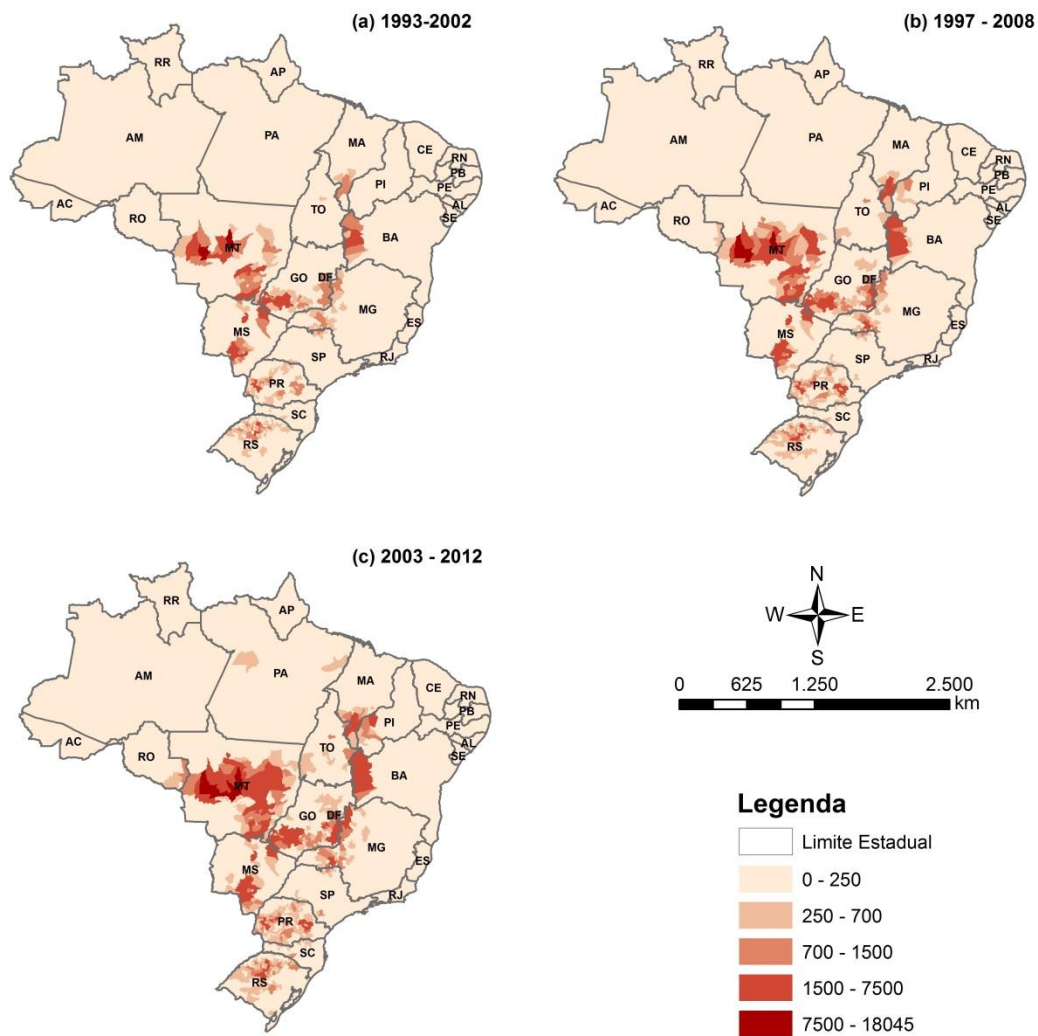 (a) 1993-2002
RR
AP
AM
PA
MA
CE
RN
PB
PE
AL
SE
PI
AC
RO
TO
BA
MT
GO
DF
MG
ES
MS
SP
RJ
PR
SC
RS
(b) 1997 - 2008
RR
AP
AM
PA
MA
CE
RN
PB
PE
AL
SE
PI
AC
RO
TO
BA
MT
GO
DF
MG
ES
MS
SP
RJ
PR
SC
RS
(c) 2003 - 2012
RR
AP
AM
PA
MA
CE
RN
PB
PE
AL
SE
PI
AC
RO
TO
BA
MT
GO
DF
MG
ES
MS
SP
RJ
PR
SC
RS
N
W E
S
0 625 1.250 2.500
km
Legenda
Limite Estadual
0 - 250
250 - 700
700 - 1500
1500 - 7500
7500 - 18045